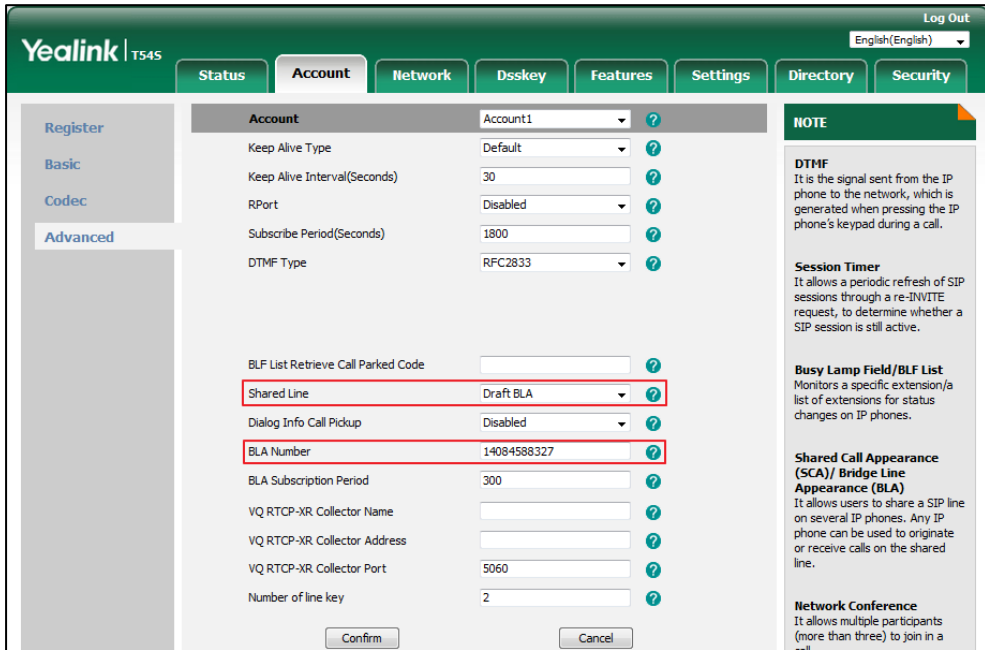 Log Out
Yealink T54S
English(English)
Status Account Network Dsskey Features Settings Directory Security
Register
Basic
Codec
Advanced
Account Account1
Keep Alive Type Default
Keep Alive Interval(Seconds) 30
RPort Disabled
Subscribe Period(Seconds) 1800
DTMF Type RFC2833
BLF List Retrieve Call Parked Code
Shared Line Draft BLA
Dialog Info Call Pickup Disabled
BLA Number 14084588327
BLA Subscription Period 300
VQ RTCP-XR Collector Name
VQ RTCP-XR Collector Address
VQ RTCP-XR Collector Port 5060
Number of line key 2
Confirm Cancel
NOTE
DTMF
It is the signal sent from the IP
phone to the network, which is
generated when pressing the IP
phone's keypad during a call.
Session Timer
It allows a periodic refresh of SIP
sessions through a re-INVITE
request, to determine whether a
SIP session is still active.
Busy Lamp Field/BLF List
Monitors a specific extension/a
list of extensions for status
changes on IP phones.
Shared Call Appearance
(SCA)/ Bridge Line
Appearance (BLA)
It allows users to share a SIP line
on several IP phones. Any IP
phone can be used to originate
or receive calls on the shared
line.
Network Conference
It allows multiple participants
(more than three) to join in a